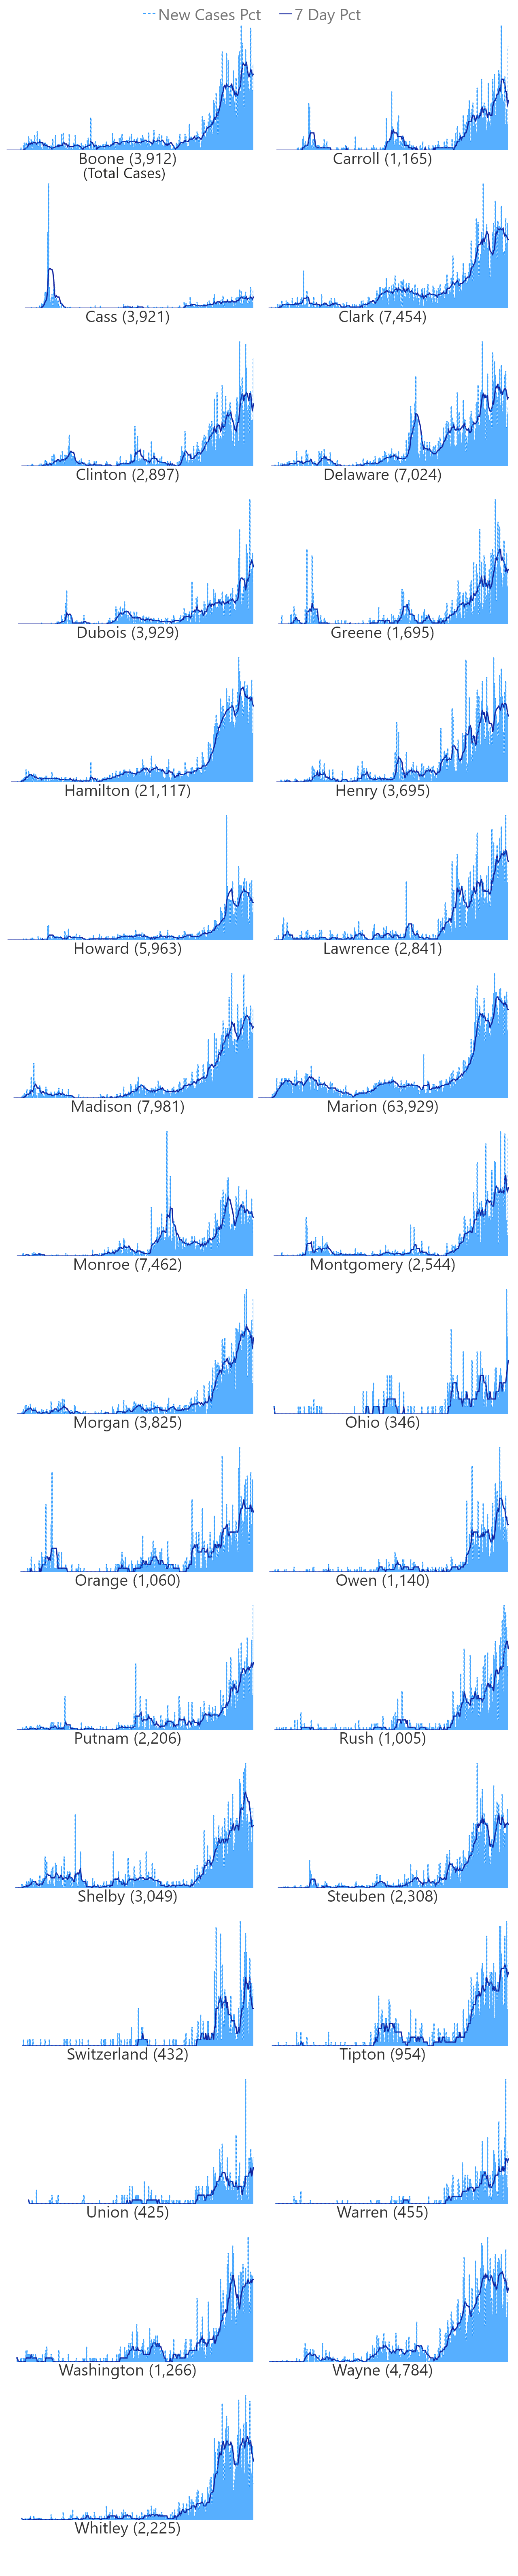 New Cases Pct 7 Day Pct
Boone (3,912) Carroll (1,165)
(Total Cases)
Cass (3,921) Clark (7,454)
Clinton (2,897) Delaware (7,024)
Dubois (3,929) Greene (1,695)
Hamilton (21,117) Henry (3,695)
Howard (5,963) Lawrence (2,841)
Madison (7,981) Marion (63,929)
Monroe (7,462) Montgomery (2,544)
Morgan (3,825) Ohio (346)
Orange (1,060) Owen (1,140)
Putnam (2,206) Rush (1,005)
Shelby (3,049) Steuben (2,308)
Switzerland (432) Tipton (954)
Union (425) Warren (455)
Washington (1,266) Wayne (4,784)
Whitley (2,225)